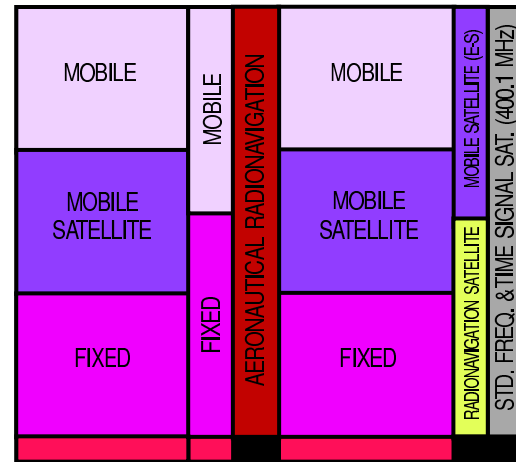 MOBILE
MOBILE
SATELLITE
FIXED
MOBILE
FIXED
AERONAUTICAL RADIONAVIGATION
MOBILE
MOBILE
SATELLITE
FIXED
MOBILE SATELLITE (E-S)
RADIONAVIGATION SATELLITE
STD. FREQ. & TIME SIGNAL SAT. (400.1 MHz)